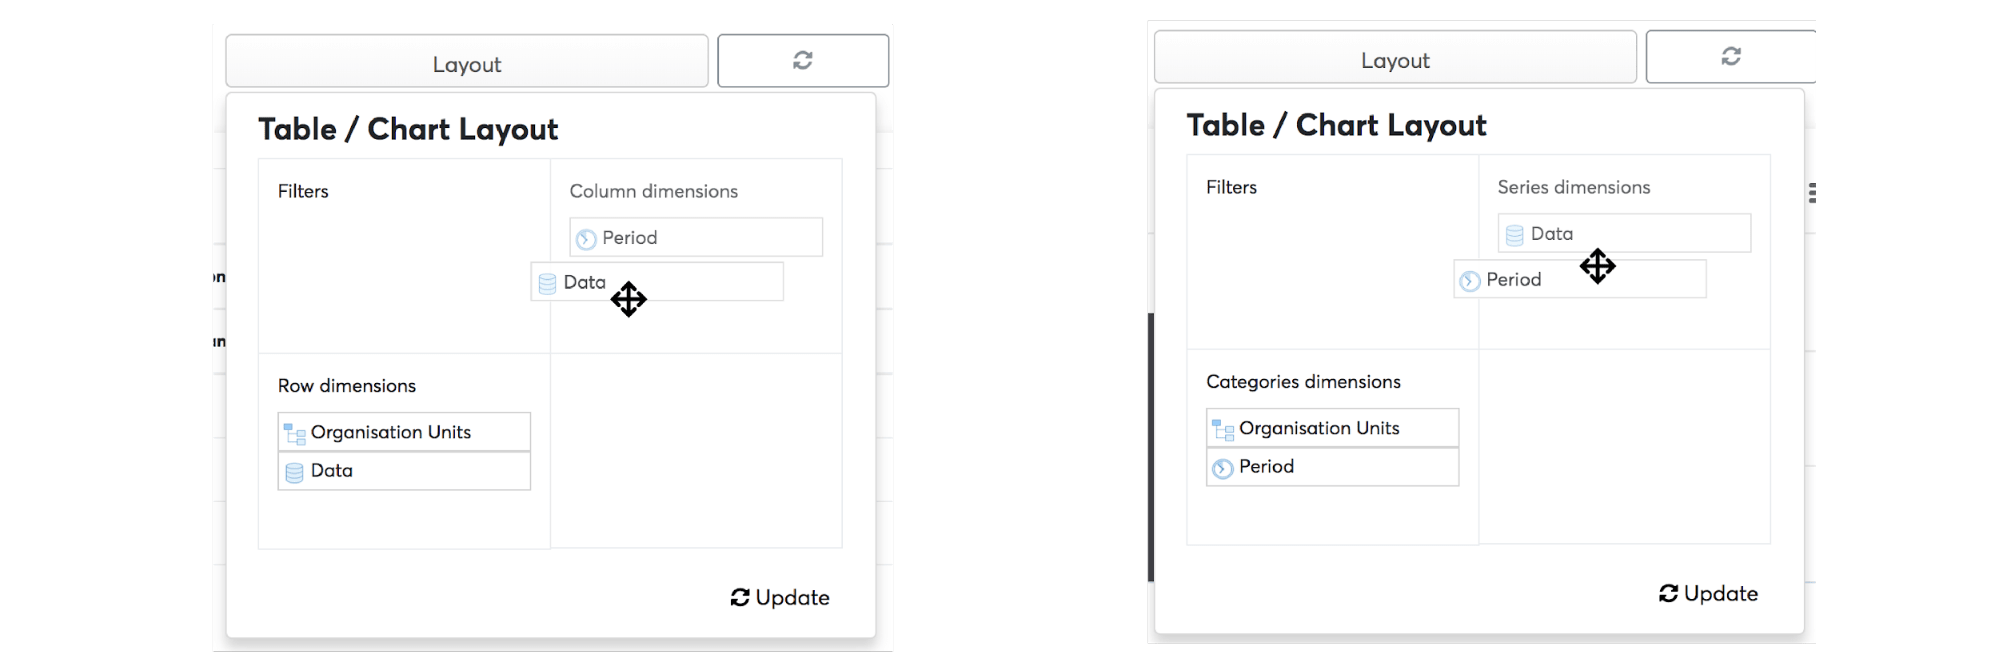 Layout
Table / Chart Layout
Filters
Column dimensions
Period
Data
Row dimensions
Organisation Units
Data
Update
Layout
Table / Chart Layout
Filters
Series dimensions
Data
Period
Categories dimensions
Organisation Units
Period
Update